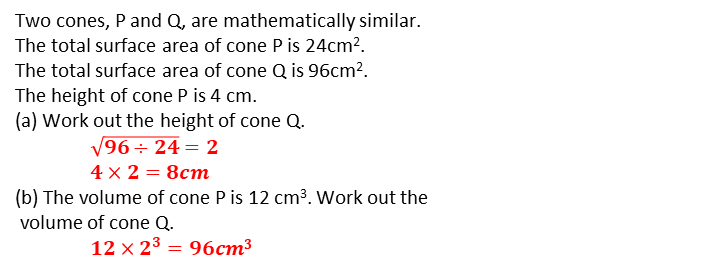 Two cones, P and Q, are mathematically similar.
The total surface area of cone P is 24cm².
The total surface area of cone Q is 96cm².
The height of cone P is 4 cm.
(a) Work out the height of cone Q.
√96 ÷ 24 = 2
4 × 2 = 8cm
(b) The volume of cone P is 12 cm³. Work out the
volume of cone Q.
12 × 2³ = 96cm³